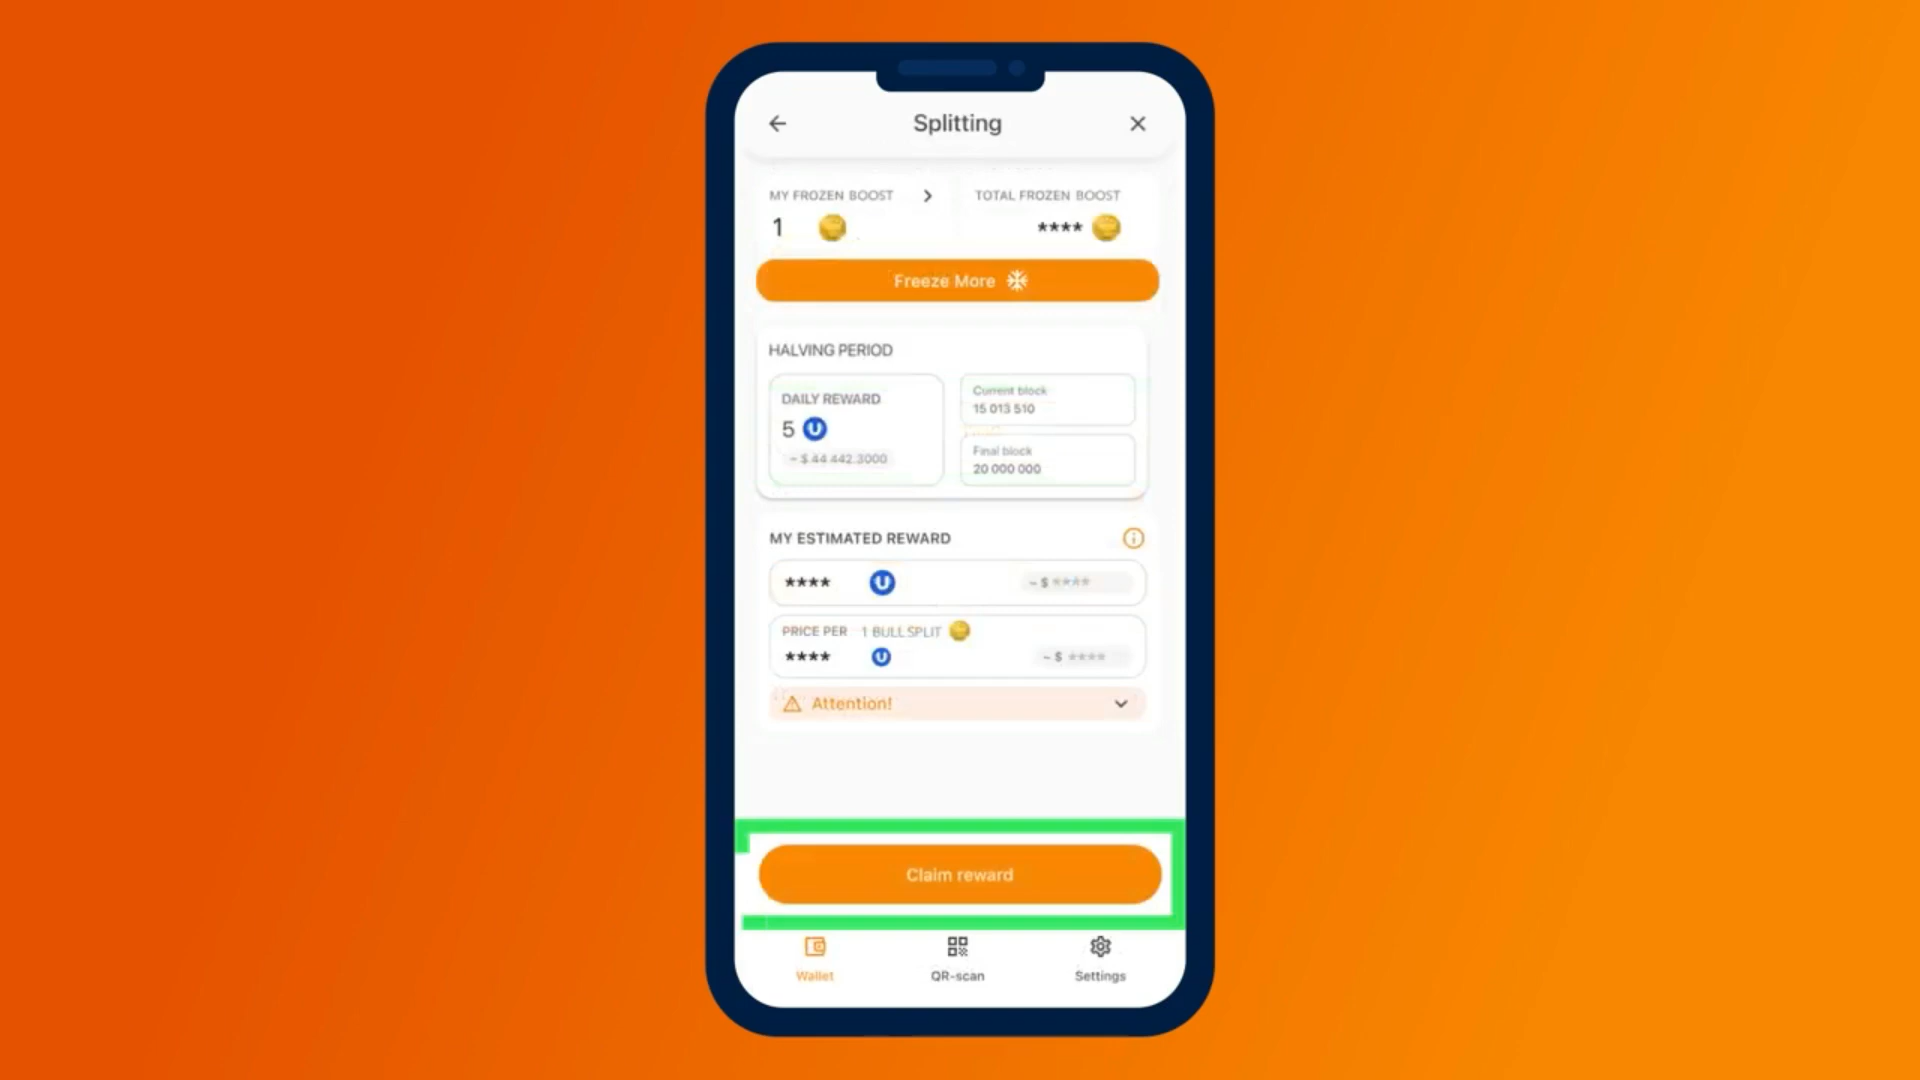 Splitting
MY FROZEN BOOST
TOTAL FROZEN BOOST
1
****
Freeze More
HALVING PERIOD
DAILY REWARD
5
~ $ 44 442.3000
Current block
15 013 510
Final block
20 000 000
MY ESTIMATED REWARD
****
~ $ ****
PRICE PER 1 BULL SPLIT
****
~ $ ****
Attention!
Claim reward
Wallet
QR-scan
Settings